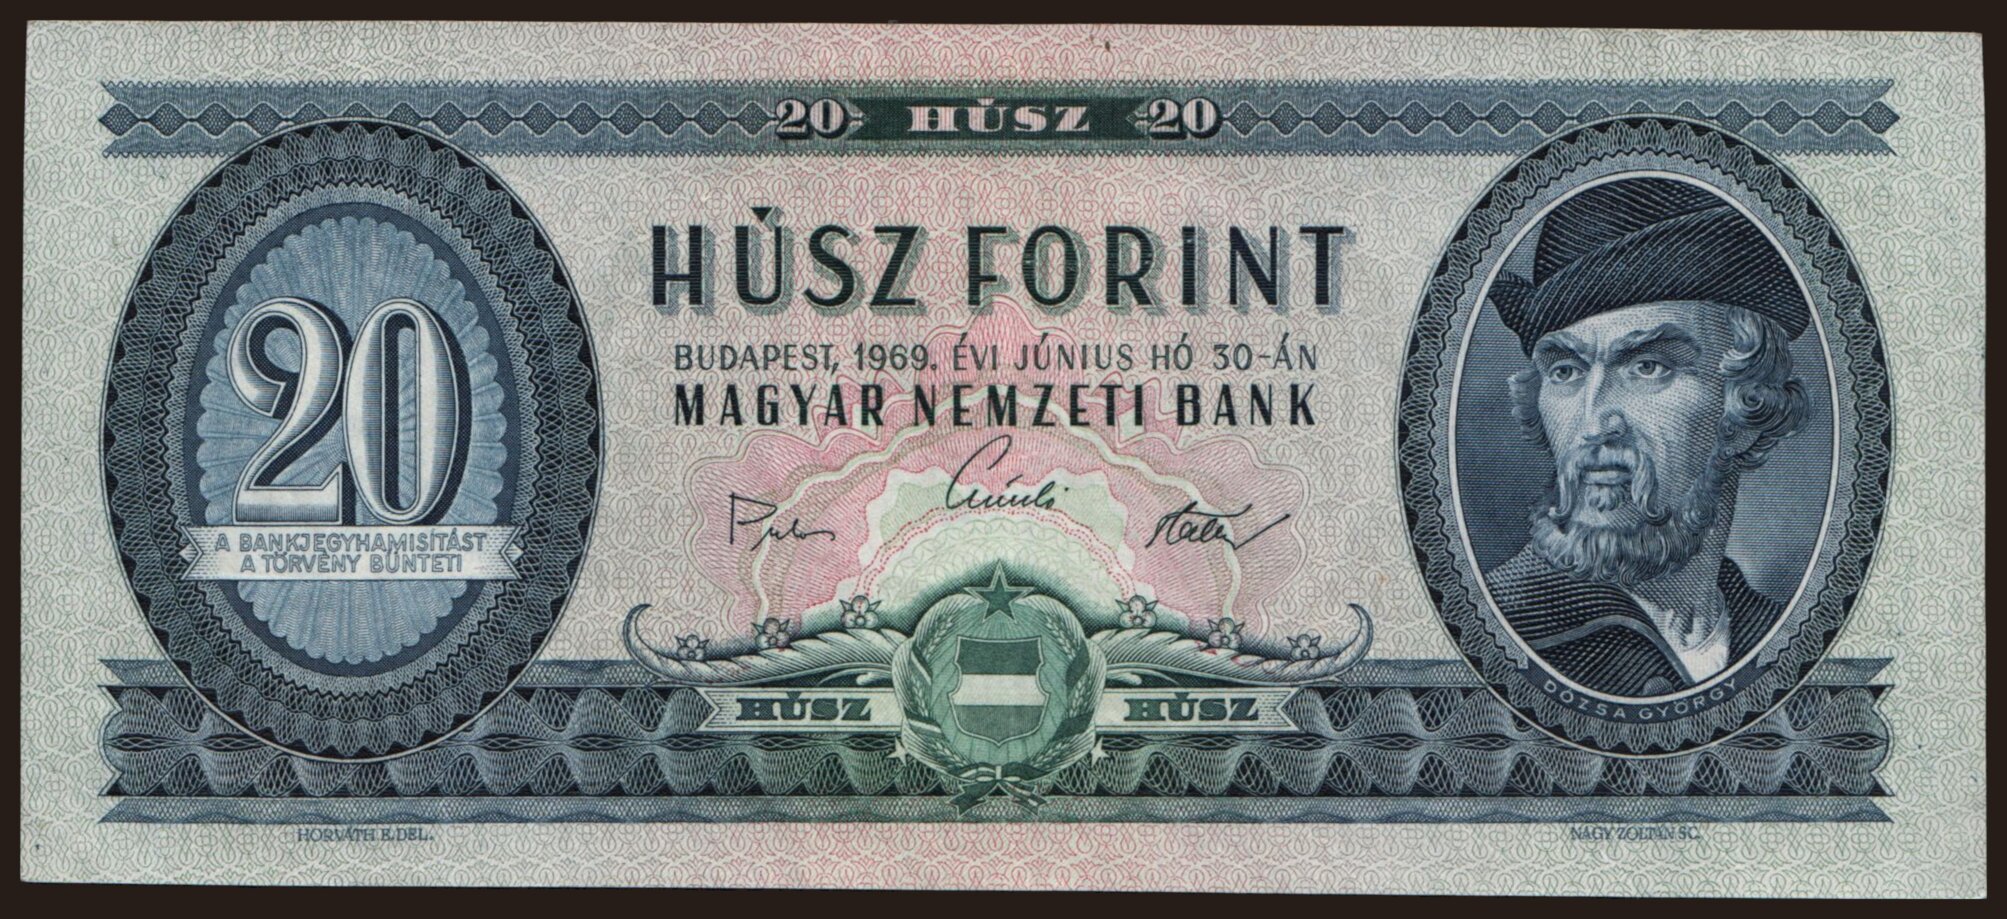 20 HÚSZ 20
HÚSZ FORINT
BUDAPEST, 1969. ÉVI JÚNIUS HÓ 30-ÁN
MAGYAR NEMZETI BANK
20
A BANKJEGYHAMISÍTÁST
A TÖRVÉNY BÜNTETI
HÚSZ HÚSZ
DÓZSA GYÖRGY
HORVÁTH E. DEL.
NAGY ZOLTÁN SC.